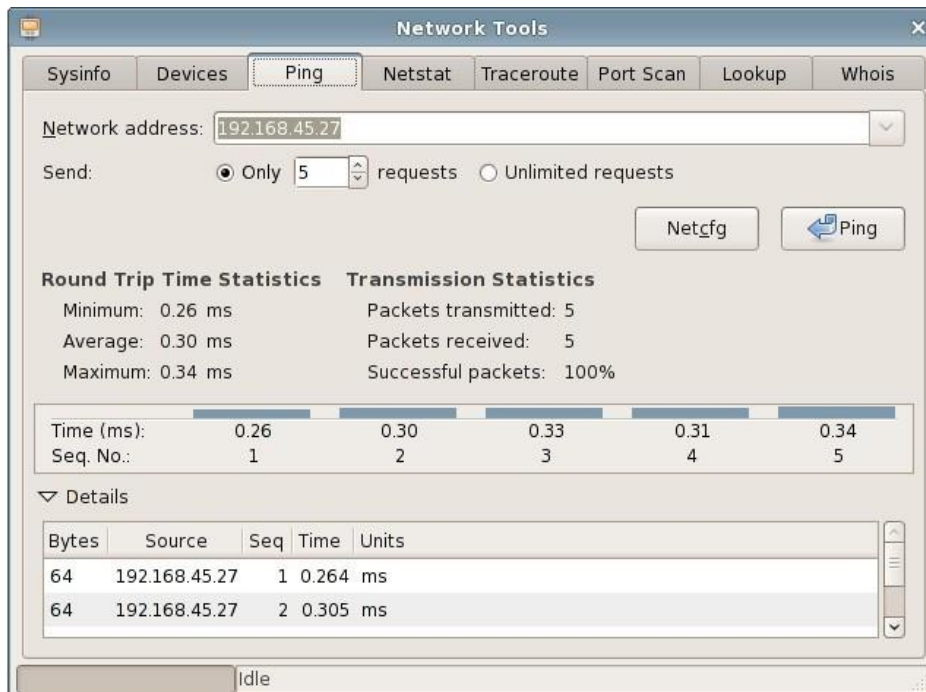 Network Tools
Sysinfo Devices Ping Netstat Traceroute Port Scan Lookup Whois
Network address: 192.168.45.27
Send: Only 5 requests Unlimited requests
Netcfg Ping
Round Trip Time Statistics Transmission Statistics
Minimum: 0.26 ms Packets transmitted: 5
Average: 0.30 ms Packets received: 5
Maximum: 0.34 ms Successful packets: 100%
Time (ms): 0.26 0.30 0.33 0.31 0.34
Seq. No.: 1 2 3 4 5
Details
Bytes Source Seq Time Units
64 192.168.45.27 1 0.264 ms
64 192.168.45.27 2 0.305 ms
Idle